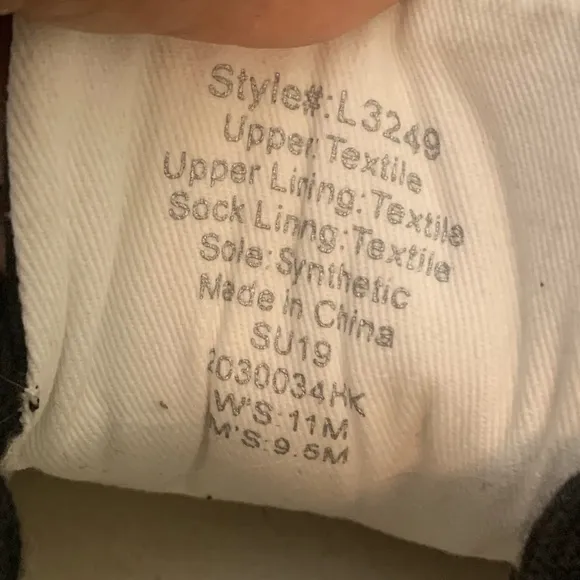 Style#:L3249
Upper:Textile
Upper Lining:Textile
Sock Linng:Textile
Sole:Synthetic
Made in China
SU19
2030034HK
W'S:11M
M'S:9.5M